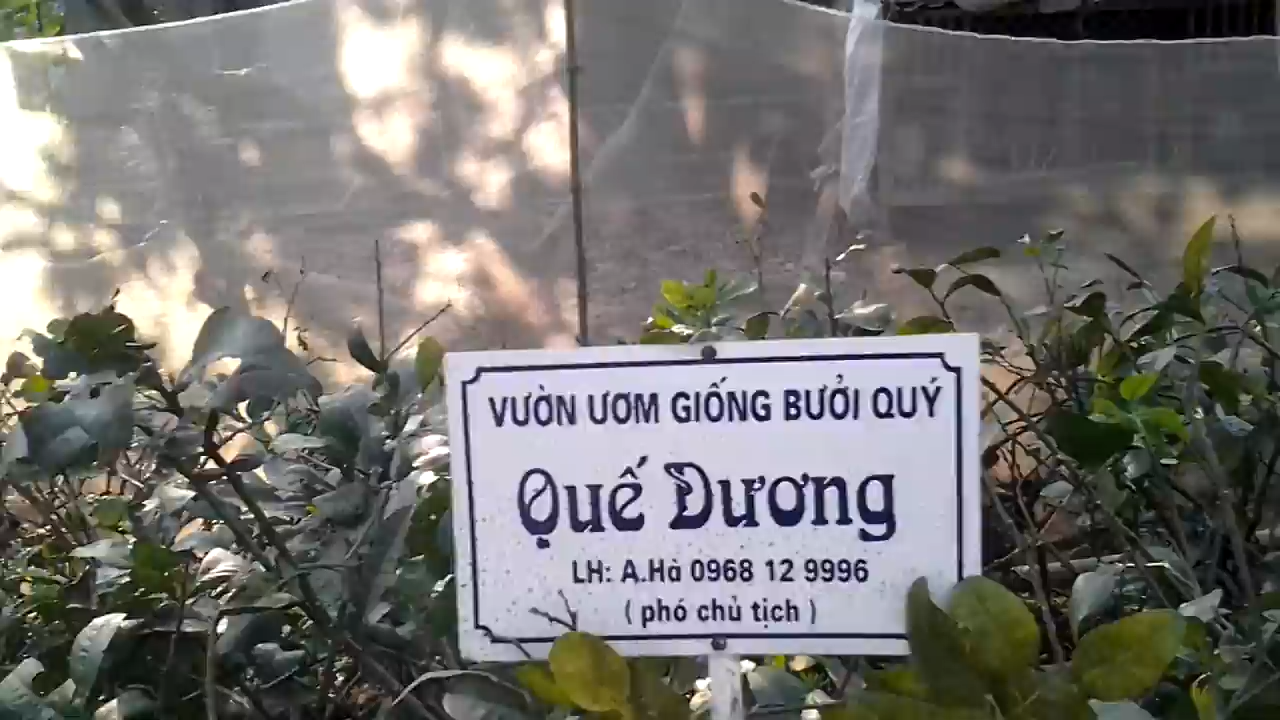 VƯỜN ƯƠM GIỐNG BƯỞI QUÝ
Quế Dương
LH: A.Hà 0968 12 9996
( phó chủ tịch )